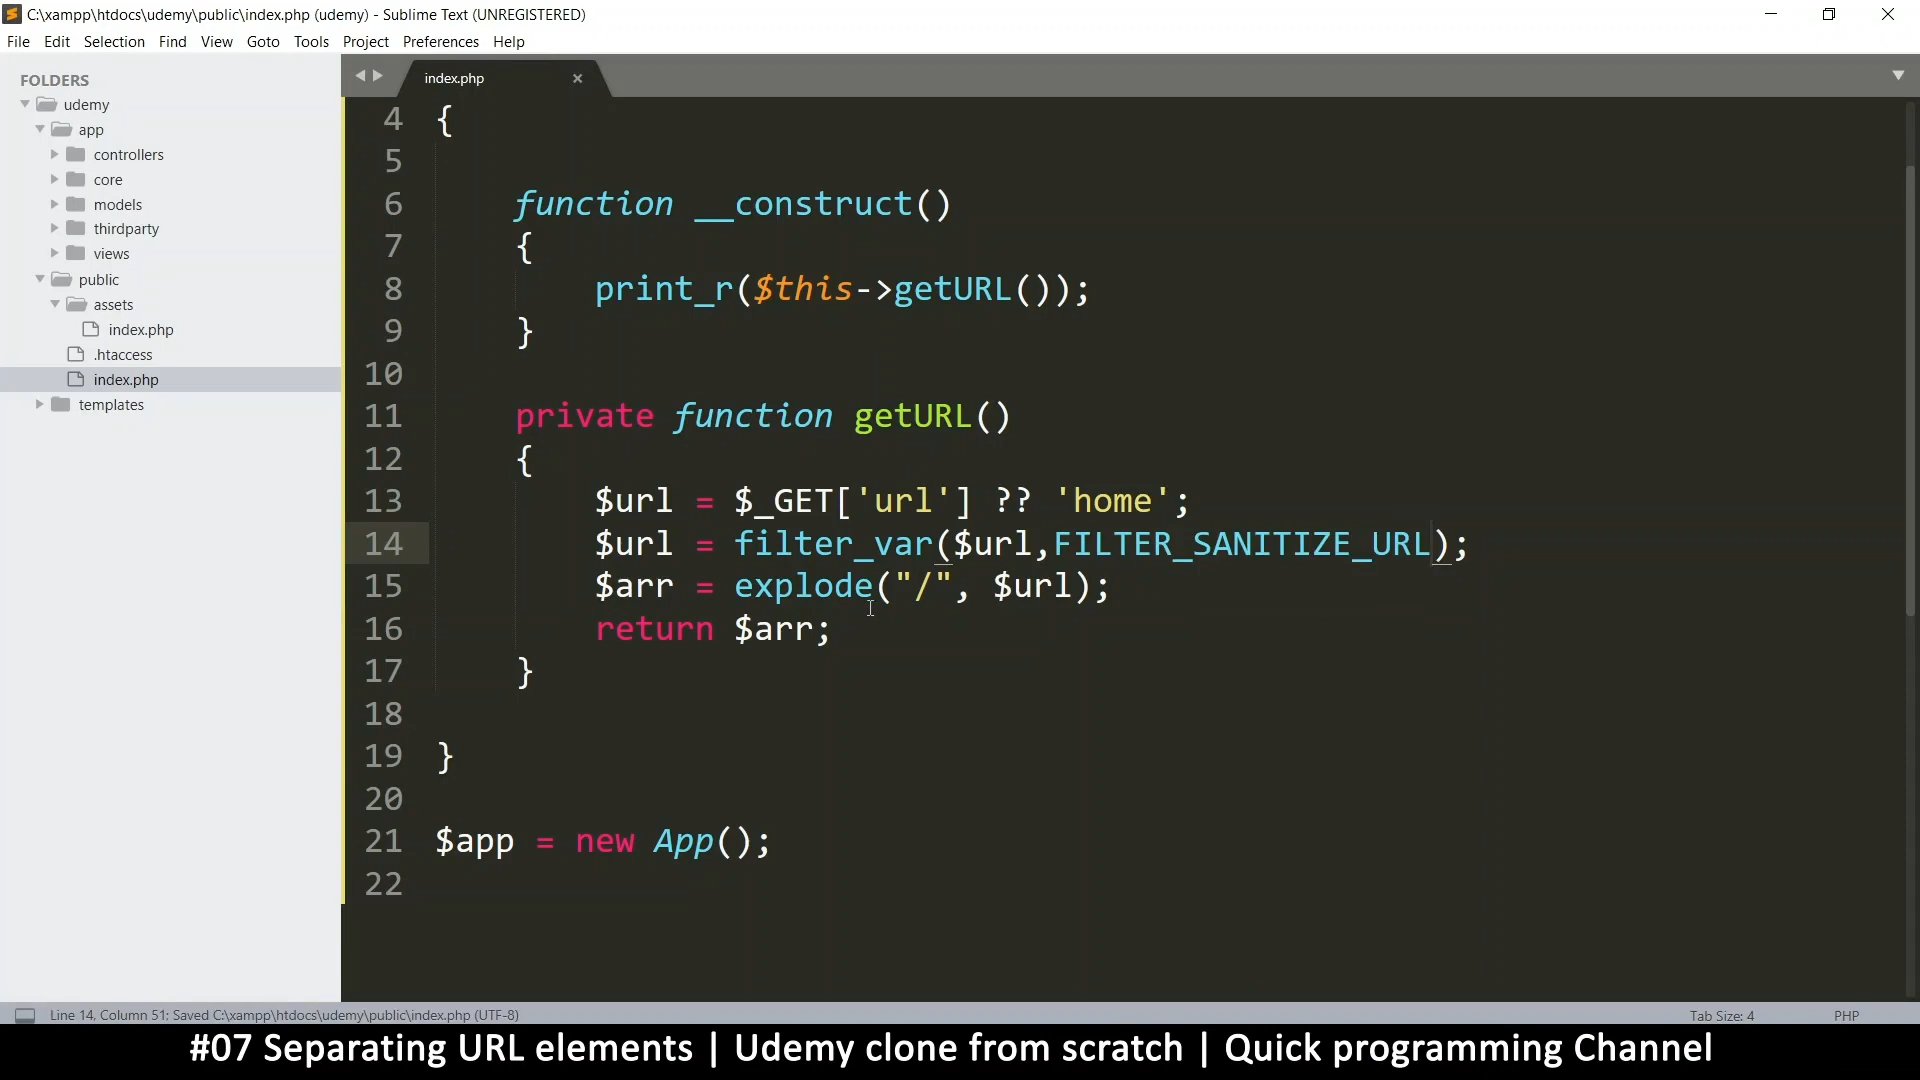 C:\xampp\htdocs\udemy\public\index.php (udemy) - Sublime Text (UNREGISTERED)
File Edit Selection Find View Goto Tools Project Preferences Help
FOLDERS
udemy
app
controllers
core
models
thirdparty
views
public
assets
index.php
.htaccess
index.php
templates
index.php
4 {
5
6 function __construct()
7 {
8 print_r($this->getURL());
9 }
10
11 private function getURL()
12 {
13 $url = $_GET['url'] ?? 'home';
14 $url = filter_var($url,FILTER_SANITIZE_URL);
15 $arr = explode("/", $url);
16 return $arr;
17 }
18
19 }
20
21 $app = new App();
22
Line 14, Column 51; Saved C:\xampp\htdocs\udemy\public\index.php (UTF-8) Tab Size: 4 PHP
#07 Separating URL elements | Udemy clone from scratch | Quick programming Channel